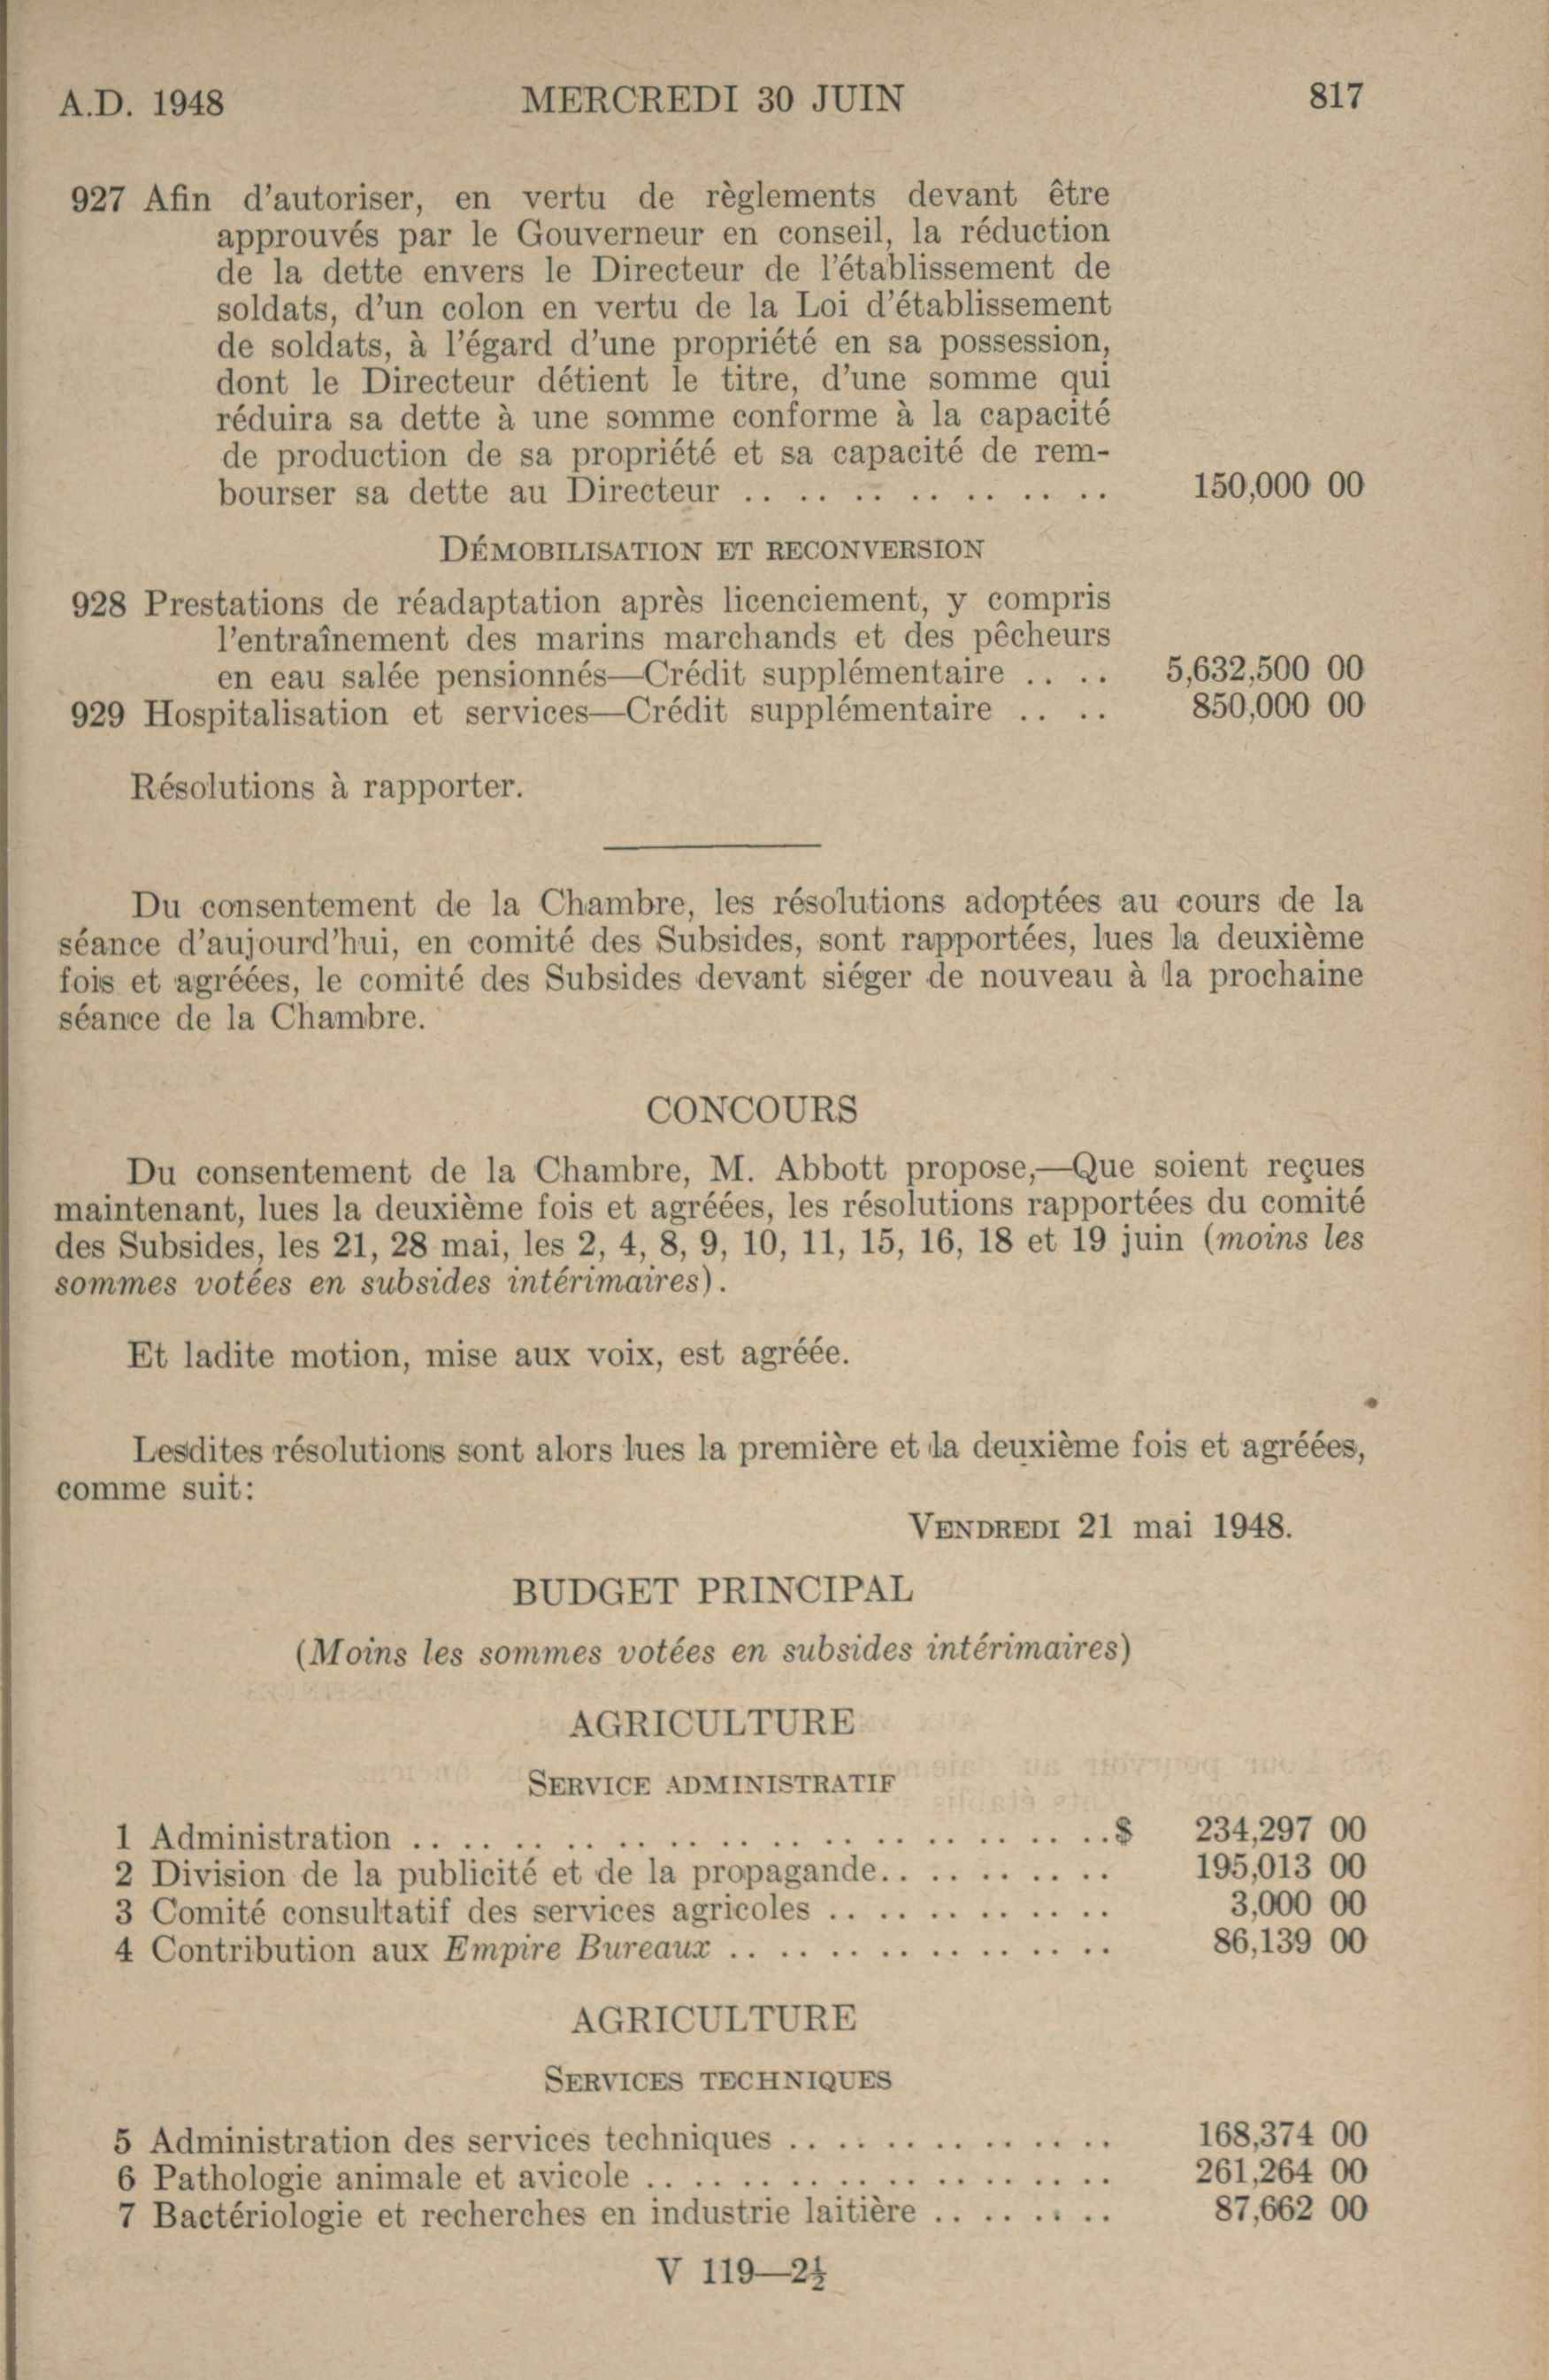 A.D. 1948 MERCREDI 30 JUIN 817
927 Afin d'autoriser, en vertu de règlements devant être
approuvés par le Gouverneur en conseil, la réduction
de la dette envers le Directeur de l'établissement de
soldats, d'un colon en vertu de la Loi d'établissement
de soldats, à l'égard d'une propriété en sa possession,
dont le Directeur détient le titre, d'une somme qui
réduira sa dette à une somme conforme à la capacité
de production de sa propriété et sa capacité de rem-
bourser sa dette au Directeur .. .. .. .. .. .. .. 150,000 00
DÉMOBILISATION ET RECONVERSION
928 Prestations de réadaptation après licenciement, y compris
l'entraînement des marins marchands et des pêcheurs
en eau salée pensionnés—Crédit supplémentaire .. .. 5,632,500 00
929 Hospitalisation et services—Crédit supplémentaire .. .. 850,000 00
Résolutions à rapporter.
Du consentement de la Chambre, les résolutions adoptées au cours de la
séance d'aujourd'hui, en comité des Subsides, sont rapportées, lues la deuxième
fois et agréées, le comité des Subsides devant siéger de nouveau à la prochaine
séance de la Chambre.
CONCOURS
Du consentement de la Chambre, M. Abbott propose,—Que soient reçues
maintenant, lues la deuxième fois et agréées, les résolutions rapportées du comité
des Subsides, les 21, 28 mai, les 2, 4, 8, 9, 10, 11, 15, 16, 18 et 19 juin (moins les
sommes votées en subsides intérimaires).
Et ladite motion, mise aux voix, est agréée.
Lesdites résolutions sont alors lues la première et la deuxième fois et agréées,
comme suit:
VENDREDI 21 mai 1948.
BUDGET PRINCIPAL
(Moins les sommes votées en subsides intérimaires)
AGRICULTURE
SERVICE ADMINISTRATIF
1 Administration .. .. .. .. .. .. .. .. .. .. .. .. .. ..$ 234,297 00
2 Division de la publicité et de la propagande.. .. .. .. .. 195,013 00
3 Comité consultatif des services agricoles .. .. .. .. .. .. 3,000 00
4 Contribution aux Empire Bureaux .. .. .. .. .. .. .. .. 86,139 00
AGRICULTURE
SERVICES TECHNIQUES
5 Administration des services techniques .. .. .. .. .. .. .. 168,374 00
6 Pathologie animale et avicole .. .. .. .. .. .. .. .. .. .. 261,264 00
7 Bactériologie et recherches en industrie laitière .. .. .. .. 87,662 00
V 119—2½